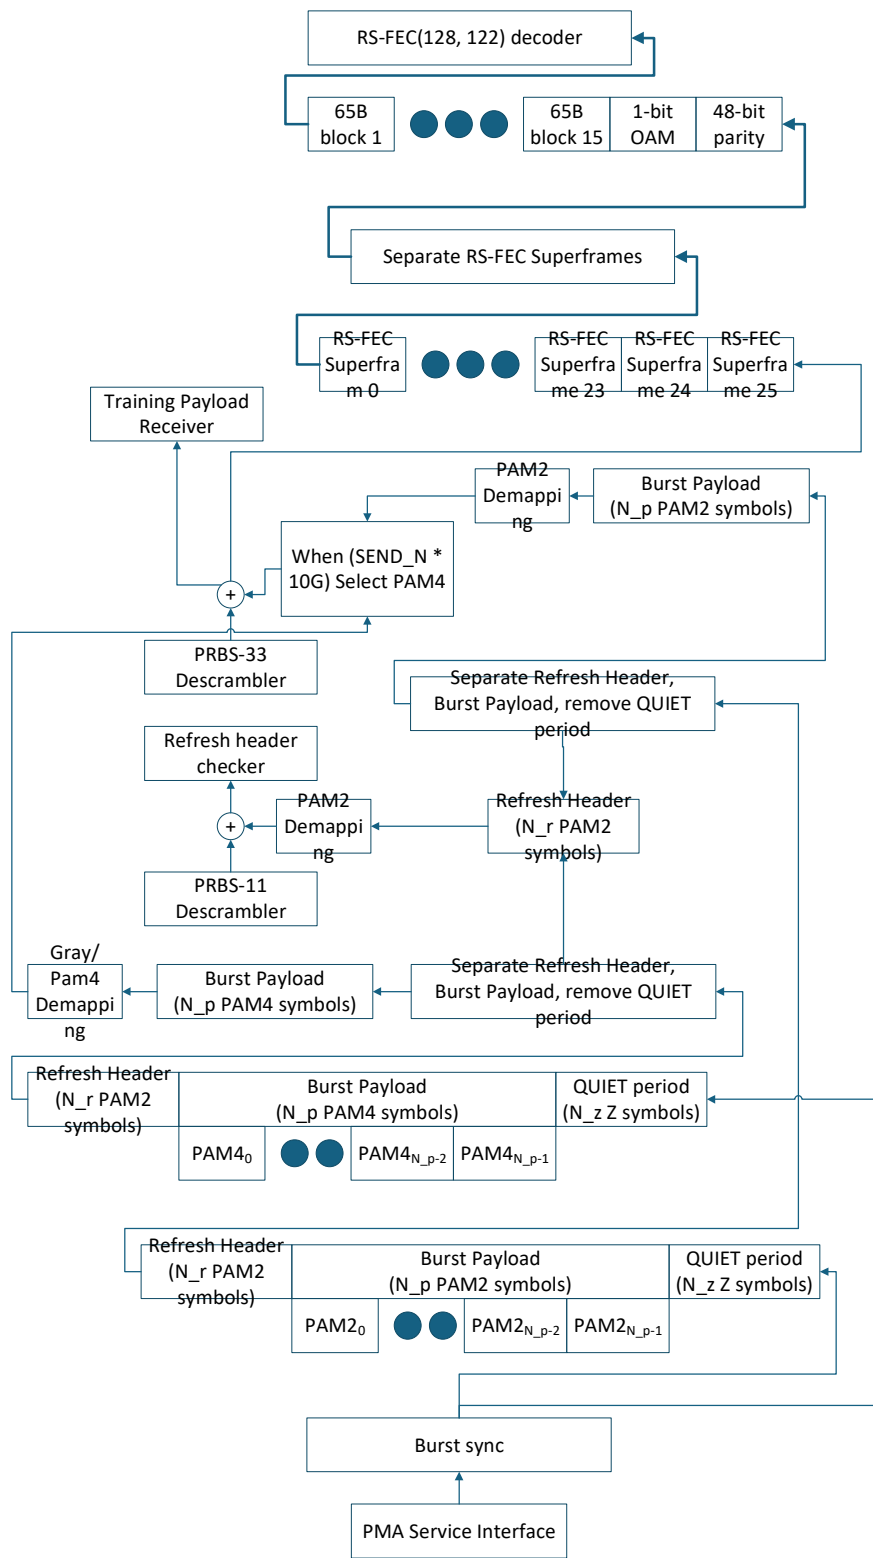 RS-FEC(128, 122) decoder
65B
block 1
65B
block 15
1-bit
OAM
48-bit
parity
Separate RS-FEC Superframes
RS-FEC
Superfra
m 0
RS-FEC
Superfra
me 23
RS-FEC
Superfra
me 24
RS-FEC
Superfra
me 25
Training Payload
Receiver
PAM2
Demappi
ng
Burst Payload
(N_p PAM2 symbols)
When (SEND_N *
10G) Select PAM4
+
PRBS-33
Descrambler
Separate Refresh Header,
Burst Payload, remove QUIET
period
Refresh header
checker
PAM2
Demappi
ng
Refresh Header
(N_r PAM2
symbols)
+
PRBS-11
Descrambler
Gray/
Pam4
Demappi
ng
Burst Payload
(N_p PAM4 symbols)
Separate Refresh Header,
Burst Payload, remove QUIET
period
Refresh Header
(N_r PAM2
symbols)
Burst Payload
(N_p PAM4 symbols)
QUIET period
(N_z Z symbols)
PAM4₀
PAM4N_p-2
PAM4N_p-1
Refresh Header
(N_r PAM2
symbols)
Burst Payload
(N_p PAM2 symbols)
QUIET period
(N_z Z symbols)
PAM2₀
PAM2N_p-2
PAM2N_p-1
Burst sync
PMA Service Interface